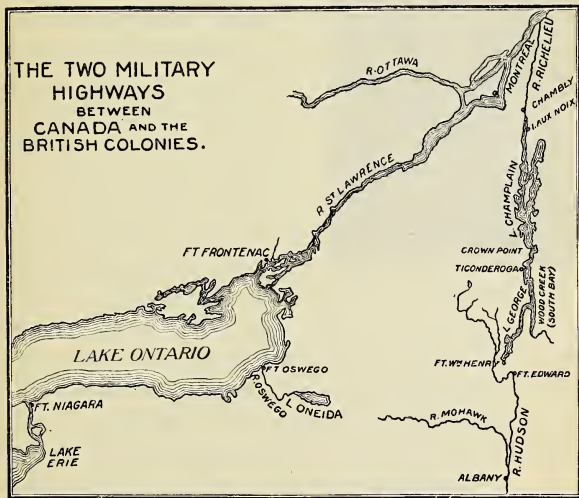 THE TWO MILITARY
HIGHWAYS
BETWEEN
CANADA AND THE
BRITISH COLONIES.
R. OTTAWA
MONTREAL
R. RICHELIEU
CHAMBLY
I. AUX NOIX
R ST LAWRENCE
L CHAMPLAIN
FT FRONTENAC
CROWN POINT
TICONDEROGA
L GEORGE
WOOD CREEK
(SOUTH BAY)
LAKE ONTARIO
FT OSWEGO
R. OSWEGO
L ONEIDA
FT. WM HENRY
FT. EDWARD
FT. NIAGARA
R. MOHAWK
R. HUDSON
LAKE
ERIE
ALBANY